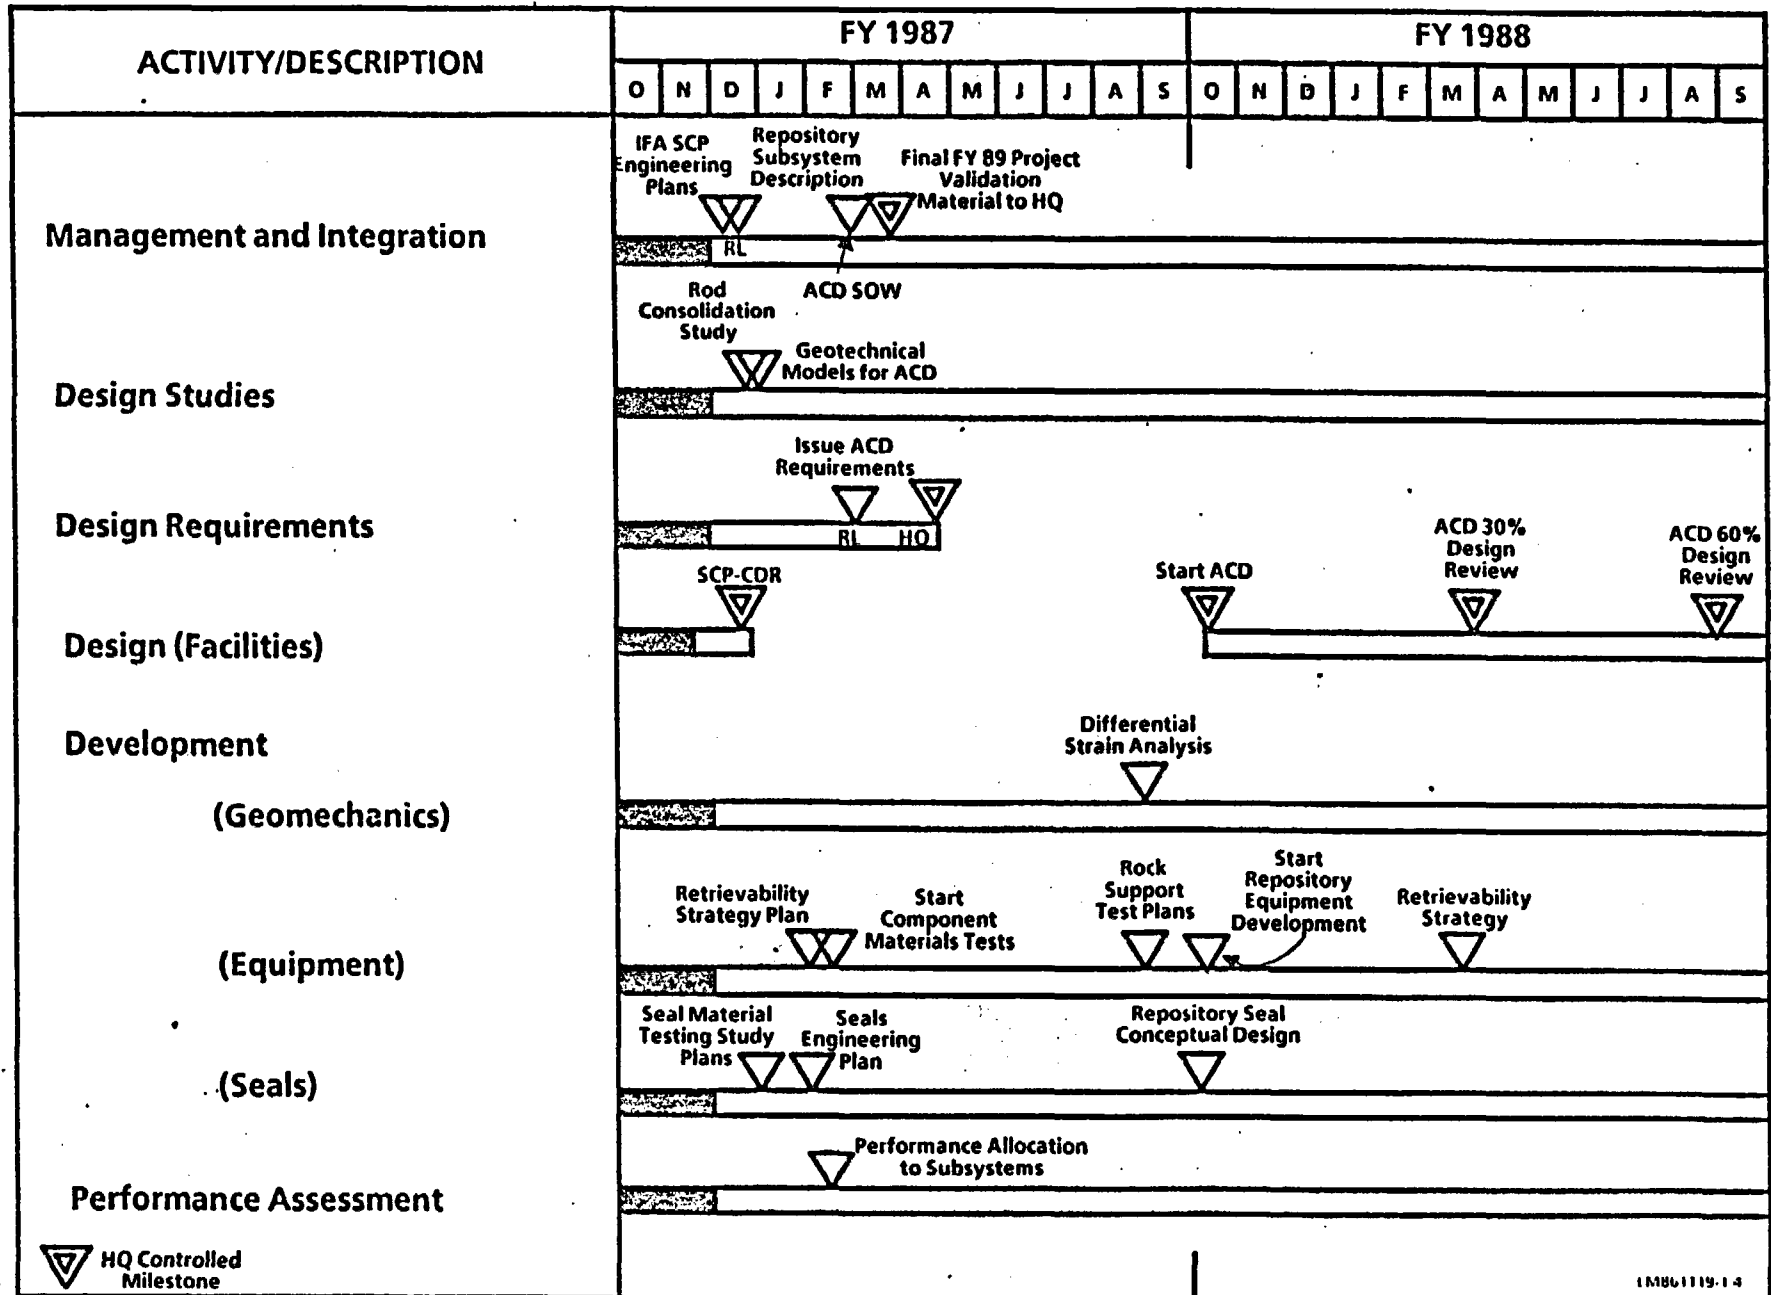 ACTIVITY/DESCRIPTION
FY 1987
FY 1988
O N D J F M A M J J A S O N D J F M A M J J A S
IFA SCP
Engineering
Plans
Repository
Subsystem
Description
Final FY 89 Project
Validation
Material to HQ
Management and Integration
RL
ACD SOW
Rod
Consolidation
Study
Geotechnical
Models for ACD
Design Studies
Issue ACD
Requirements
Design Requirements
RL HQ
SCP-CDR
Start ACD
ACD 30%
Design
Review
ACD 60%
Design
Review
Design (Facilities)
Development
Differential
Strain Analysis
(Geomechanics)
Retrievability
Strategy Plan
Start
Component
Materials Tests
Rock
Support
Test Plans
Start
Repository
Equipment
Development
Retrievability
Strategy
(Equipment)
Seal Material
Testing Study
Plans
Seals
Engineering
Plan
Repository Seal
Conceptual Design
(Seals)
Performance Allocation
to Subsystems
Performance Assessment
HQ Controlled
Milestone